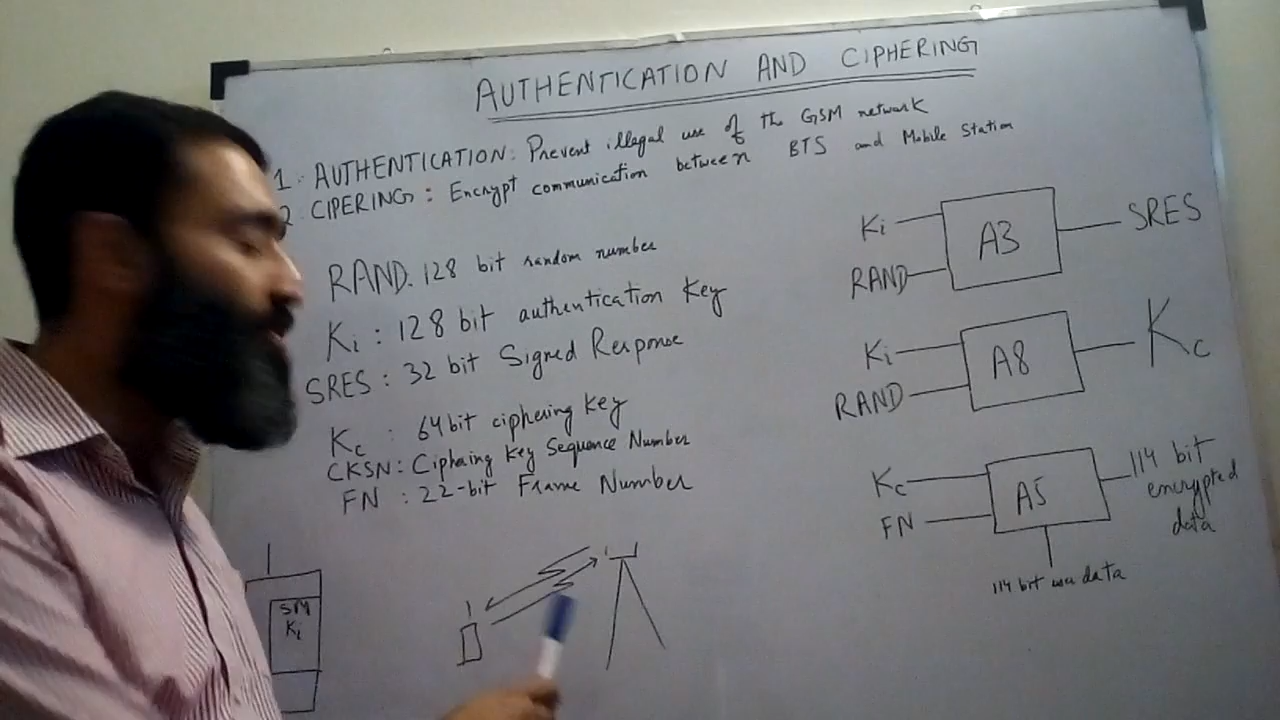 AUTHENTICATION AND CIPHERING
1. AUTHENTICATION: Prevent illegal use of the GSM network
2 CIPERING: Encrypt communication between BTS and Mobile Station
RAND. 128 bit random number
Ki: 128 bit authentication Key
SRES: 32 bit Signed Response
Kc: 64 bit ciphering key
CKSN: Ciphering Key Sequence Number
FN: 22-bit Frame Number
Ki
RAND
A3
SRES
Ki
RAND
A8
Kc
Kc
FN
A5
114 bit
encrypted
data
114 bit user data
SM
Ki